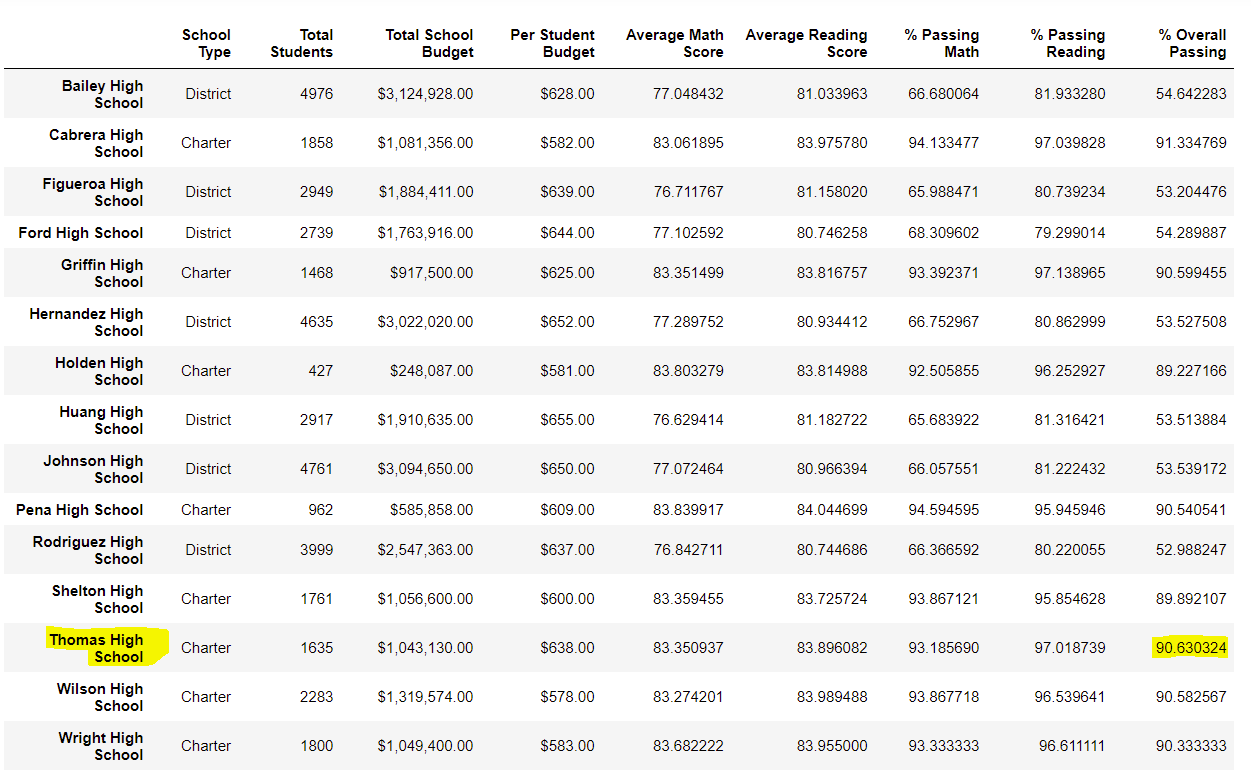 School Type Total Students Total School Budget Per Student Budget Average Math Score Average Reading Score % Passing Math % Passing Reading % Overall Passing
Bailey High School District 4976 $3,124,928.00 $628.00 77.048432 81.033963 66.680064 81.933280 54.642283
Cabrera High School Charter 1858 $1,081,356.00 $582.00 83.061895 83.975780 94.133477 97.039828 91.334769
Figueroa High School District 2949 $1,884,411.00 $639.00 76.711767 81.158020 65.988471 80.739234 53.204476
Ford High School District 2739 $1,763,916.00 $644.00 77.102592 80.746258 68.309602 79.299014 54.289887
Griffin High School Charter 1468 $917,500.00 $625.00 83.351499 83.816757 93.392371 97.138965 90.599455
Hernandez High School District 4635 $3,022,020.00 $652.00 77.289752 80.934412 66.752967 80.862999 53.527508
Holden High School Charter 427 $248,087.00 $581.00 83.803279 83.814988 92.505855 96.252927 89.227166
Huang High School District 2917 $1,910,635.00 $655.00 76.629414 81.182722 65.683922 81.316421 53.513884
Johnson High School District 4761 $3,094,650.00 $650.00 77.072464 80.966394 66.057551 81.222432 53.539172
Pena High School Charter 962 $585,858.00 $609.00 83.839917 84.044699 94.594595 95.945946 90.540541
Rodriguez High School District 3999 $2,547,363.00 $637.00 76.842711 80.744686 66.366592 80.220055 52.988247
Shelton High School Charter 1761 $1,056,600.00 $600.00 83.359455 83.725724 93.867121 95.854628 89.892107
Thomas High School Charter 1635 $1,043,130.00 $638.00 83.350937 83.896082 93.185690 97.018739 90.630324
Wilson High School Charter 2283 $1,319,574.00 $578.00 83.274201 83.989488 93.867718 96.539641 90.582567
Wright High School Charter 1800 $1,049,400.00 $583.00 83.682222 83.955000 93.333333 96.611111 90.333333